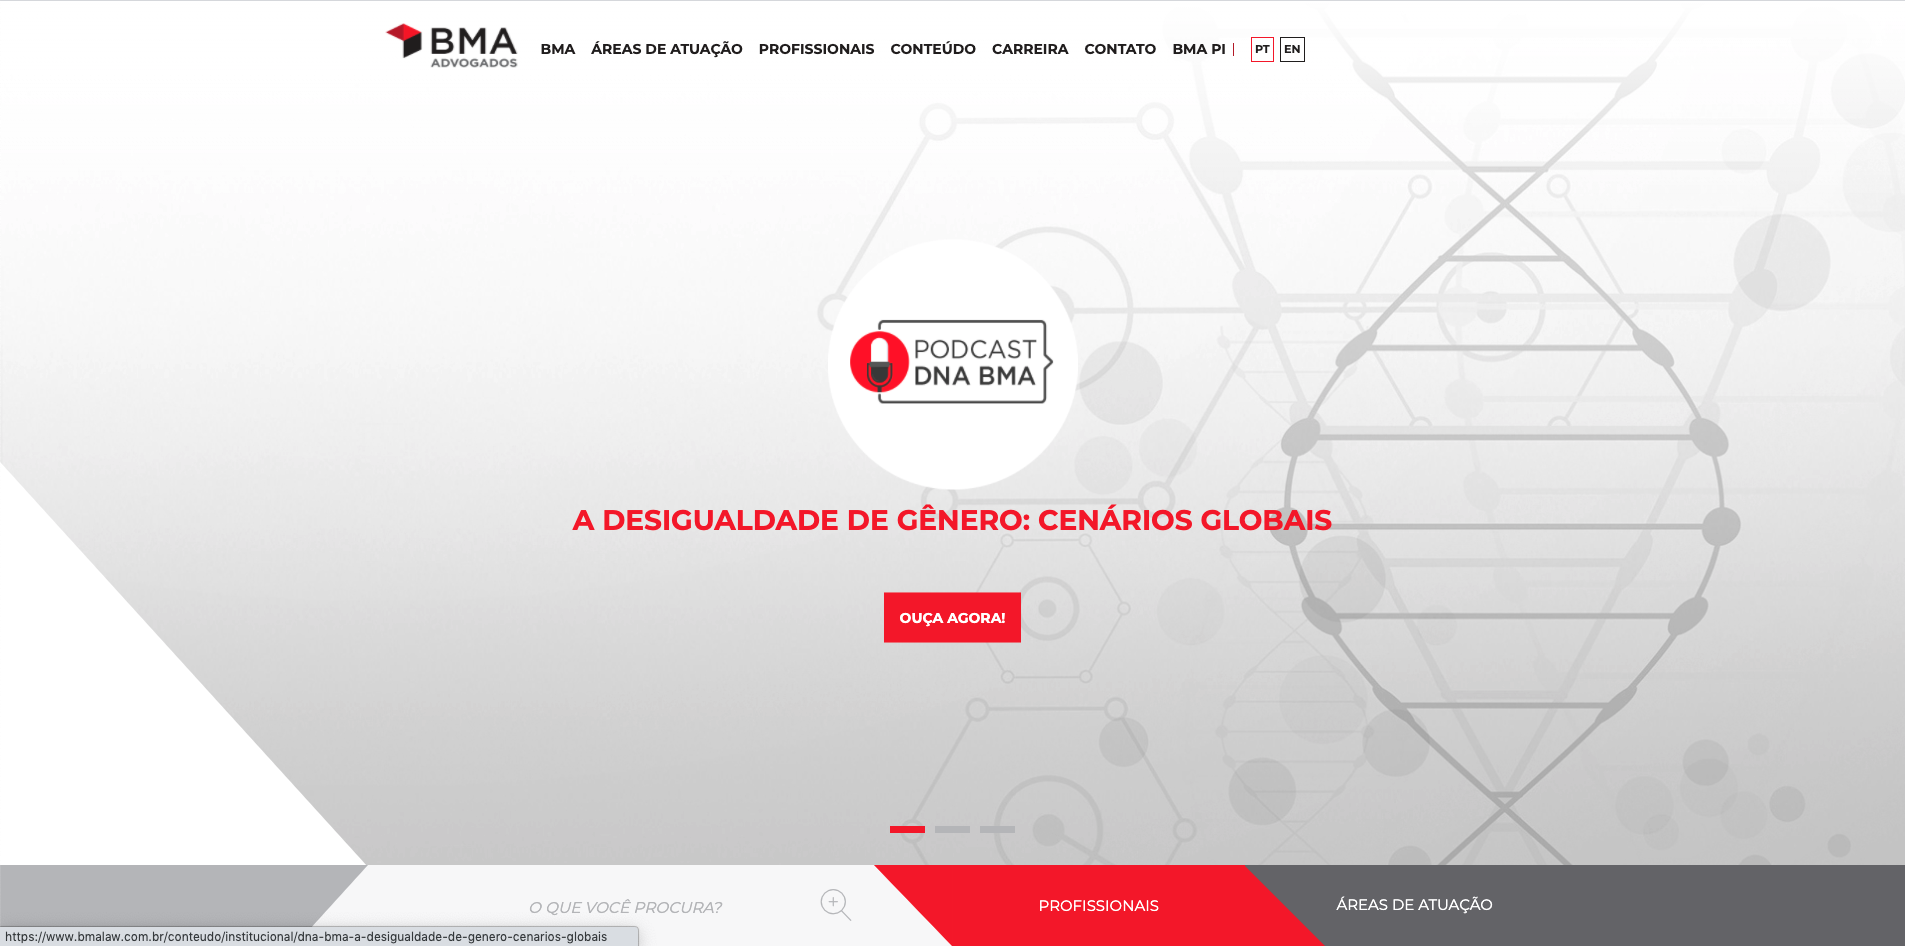 BMA
ADVOGADOS
BMA ÁREAS DE ATUAÇÃO PROFISSIONAIS CONTEÚDO CARREIRA CONTATO BMA PI | PT EN
PODCAST
DNA BMA
A DESIGUALDADE DE GÊNERO: CENÁRIOS GLOBAIS
OUÇA AGORA!
O QUE VOCÊ PROCURA?
PROFISSIONAIS
ÁREAS DE ATUAÇÃO
https://www.bmalaw.com.br/conteudo/institucional/dna-bma-a-desigualdade-de-genero-cenarios-globais